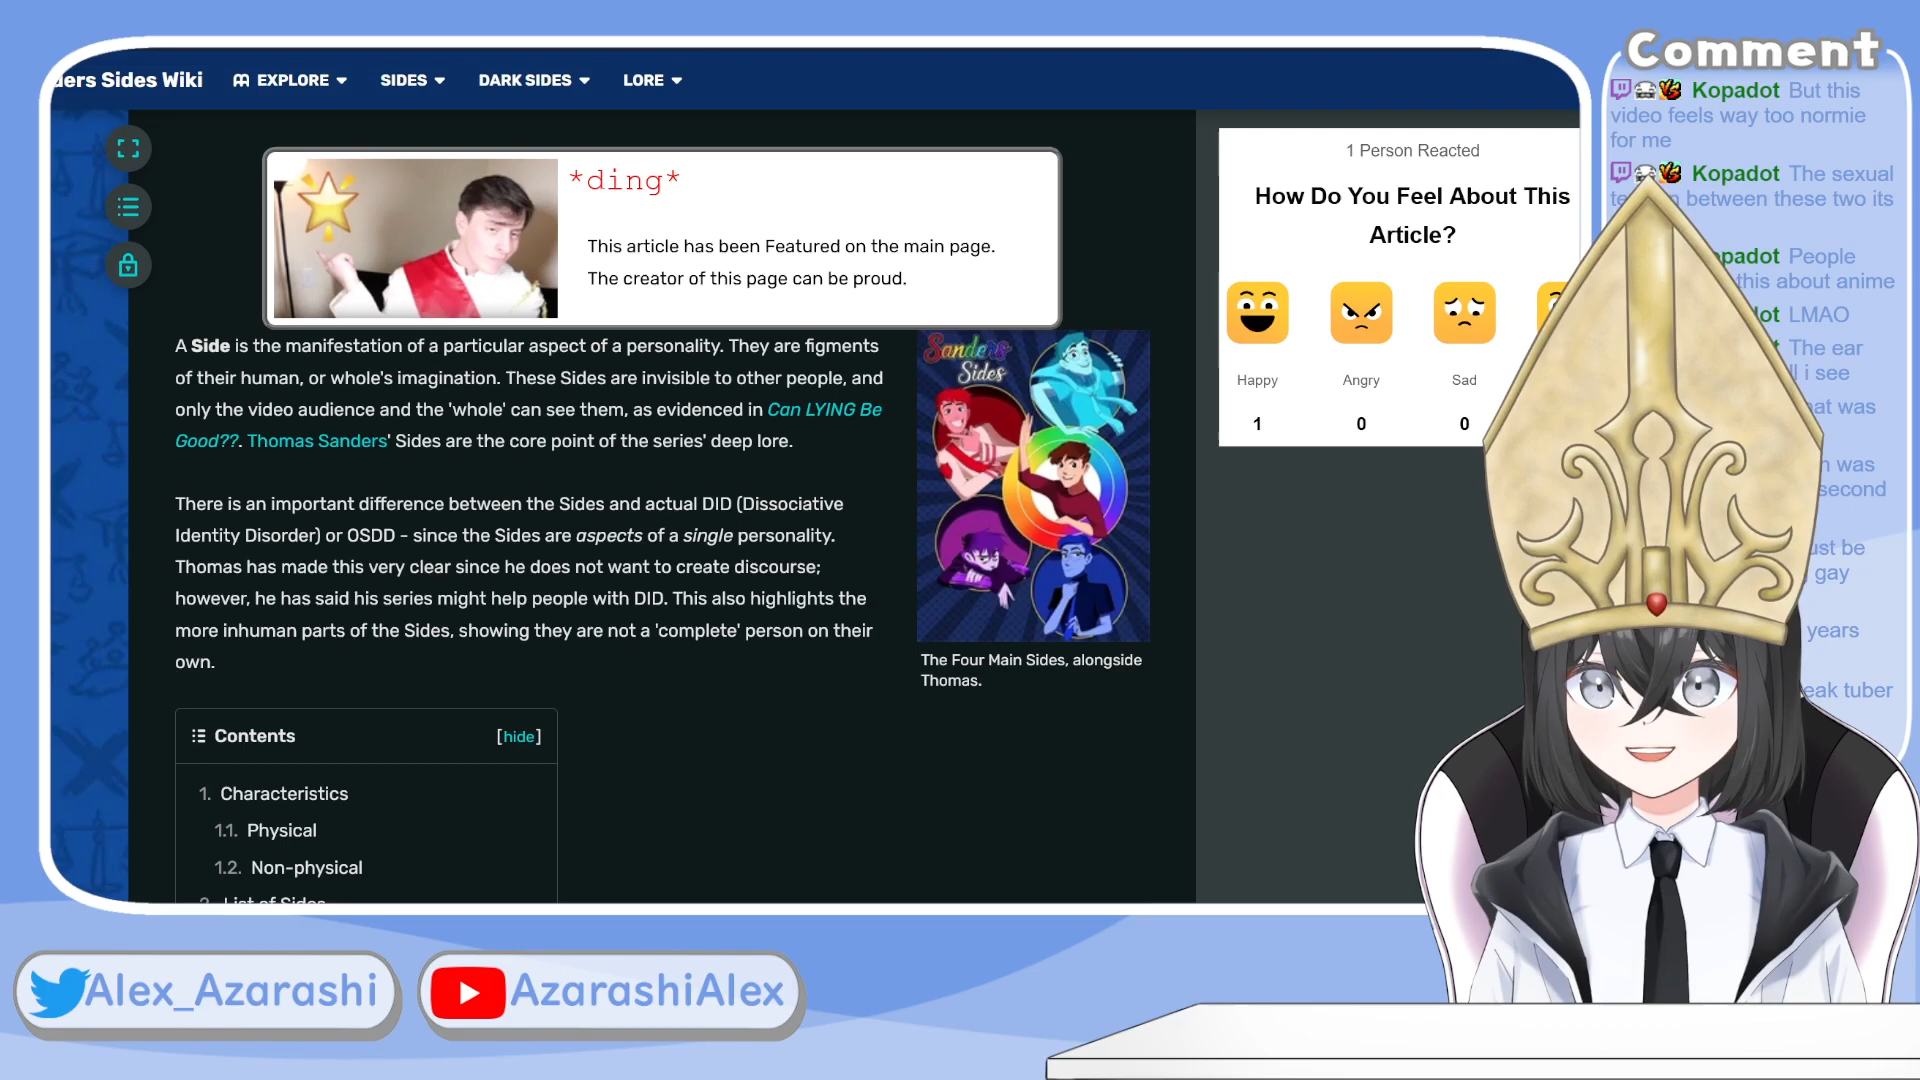 ders Sides Wiki
EXPLORE
SIDES
DARK SIDES
LORE
*ding*
This article has been Featured on the main page.
The creator of this page can be proud.
A Side is the manifestation of a particular aspect of a personality. They are figments
of their human, or whole's imagination. These Sides are invisible to other people, and
only the video audience and the 'whole' can see them, as evidenced in Can LYING Be
Good??. Thomas Sanders' Sides are the core point of the series' deep lore.
There is an important difference between the Sides and actual DID (Dissociative
Identity Disorder) or OSDD - since the Sides are aspects of a single personality.
Thomas has made this very clear since he does not want to create discourse;
however, he has said his series might help people with DID. This also highlights the
more inhuman parts of the Sides, showing they are not a 'complete' person on their
own.
Sanders
Sides
The Four Main Sides, alongside
Thomas.
Contents
[hide]
1. Characteristics
1.1. Physical
1.2. Non-physical
2. List of Sides
1 Person Reacted
How Do You Feel About This
Article?
Happy
Angry
Sad
1
0
0
Comment
Kopadot But this
video feels way too normie
for me
Kopadot The sexual
between these two its
opadot People
this about anime
LMAO
The ear
i see
was
was
second
gay
years
tuber
Alex_Azarashi
AzarashiAlex